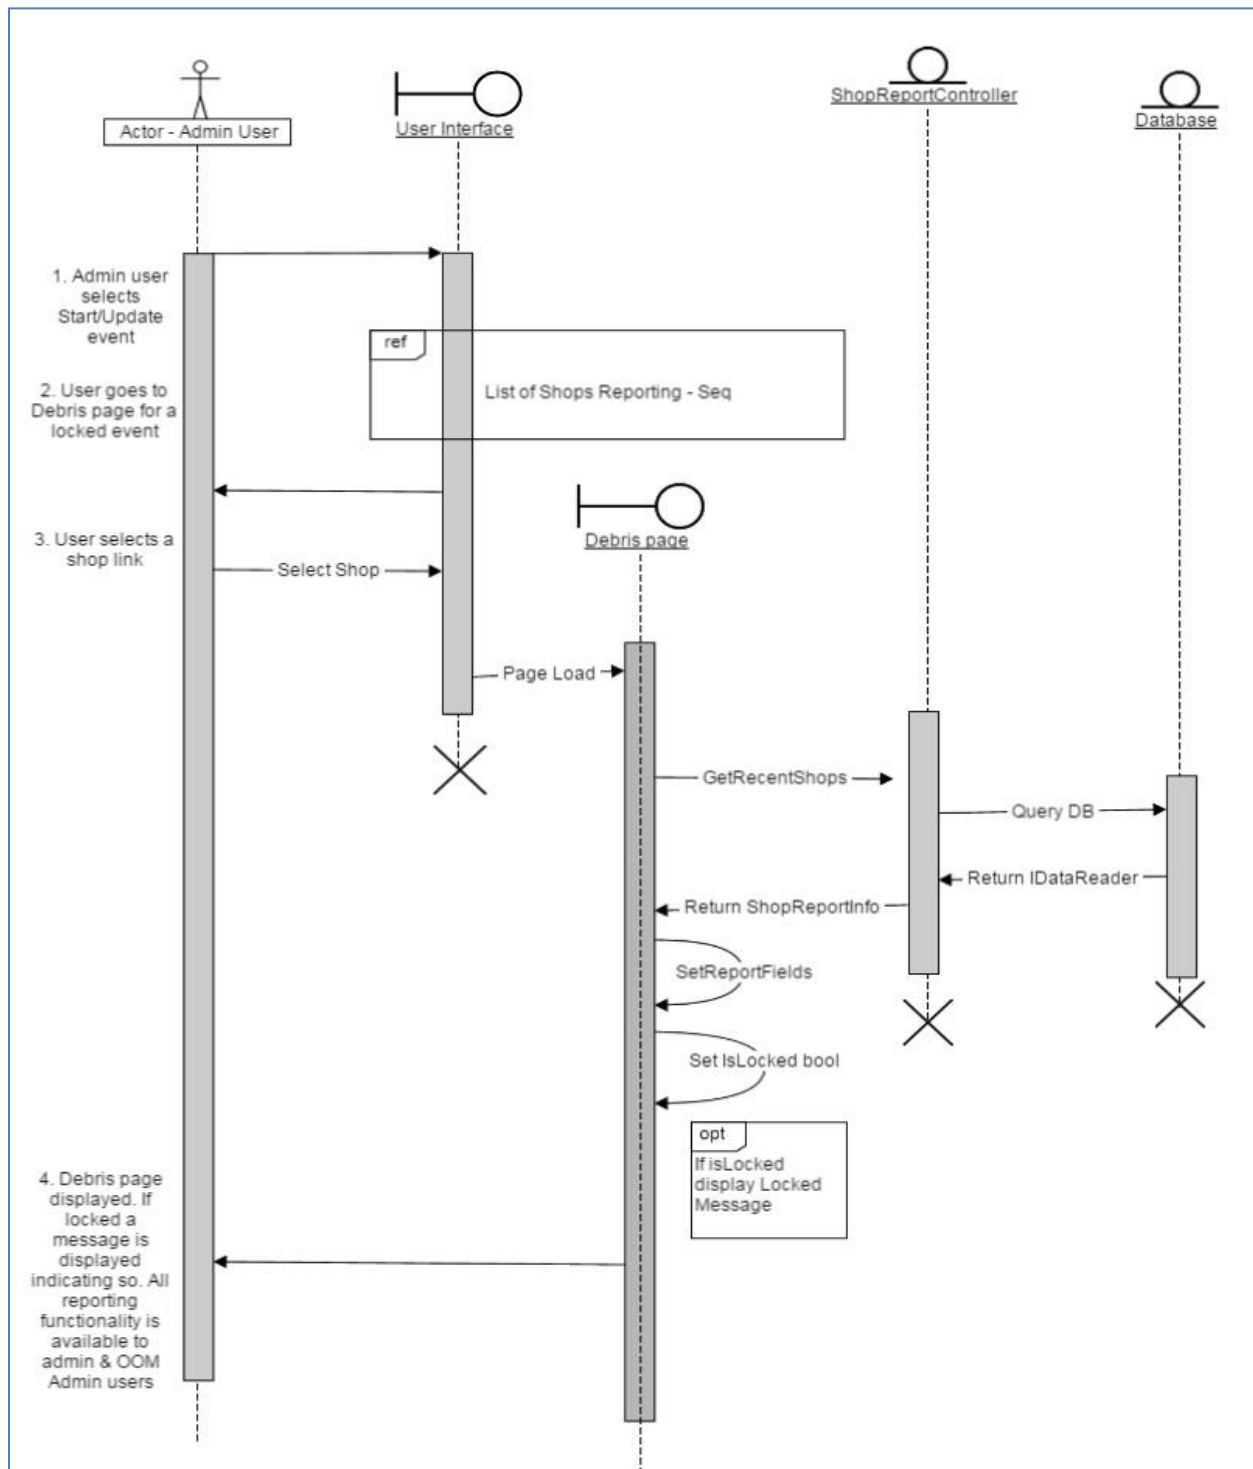 Actor - Admin User
User Interface
ShopReportController
Database
1. Admin user
selects
Start/Update
event
ref
List of Shops Reporting - Seq
2. User goes to
Debris page for a
locked event
Debris page
3. User selects a
shop link
Select Shop
Page Load
GetRecentShops
Query DB
Return IDataReader
Return ShopReportInfo
SetReportFields
Set IsLocked bool
opt
If isLocked
display Locked
Message
4. Debris page
displayed. If
locked a
message is
displayed
indicating so. All
reporting
functionality is
available to
admin & OOM
Admin users